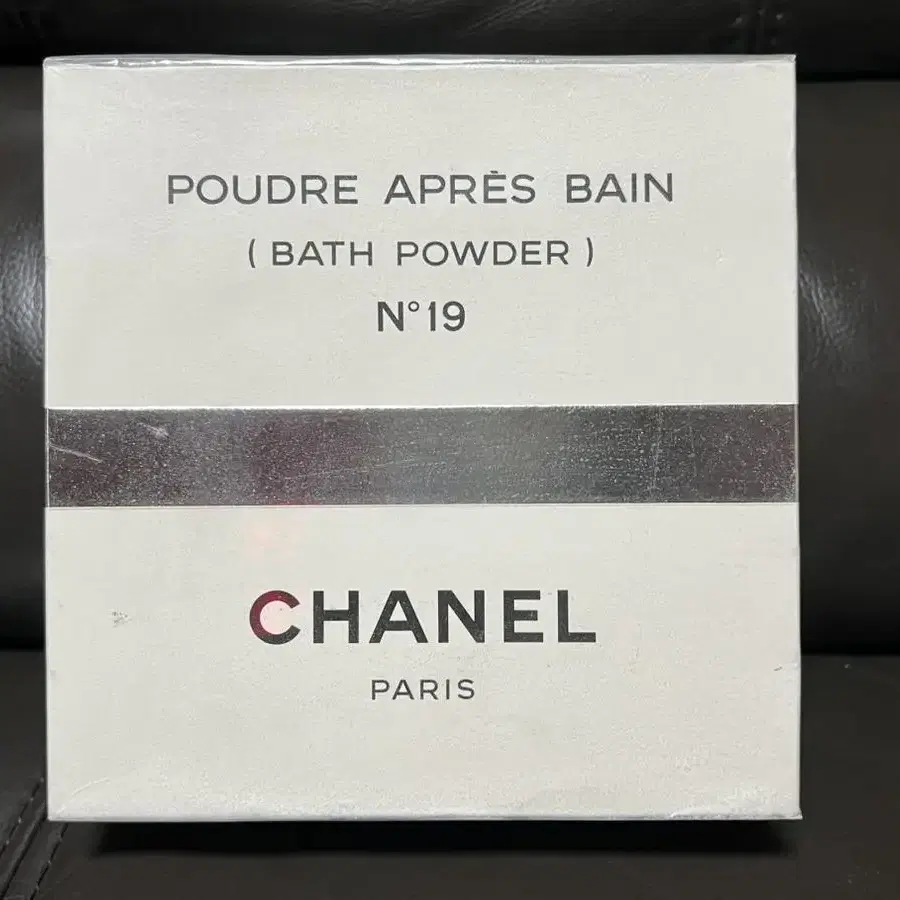 POUDRE APRÈS BAIN
( BATH POWDER )
N°19
CHANEL
PARIS